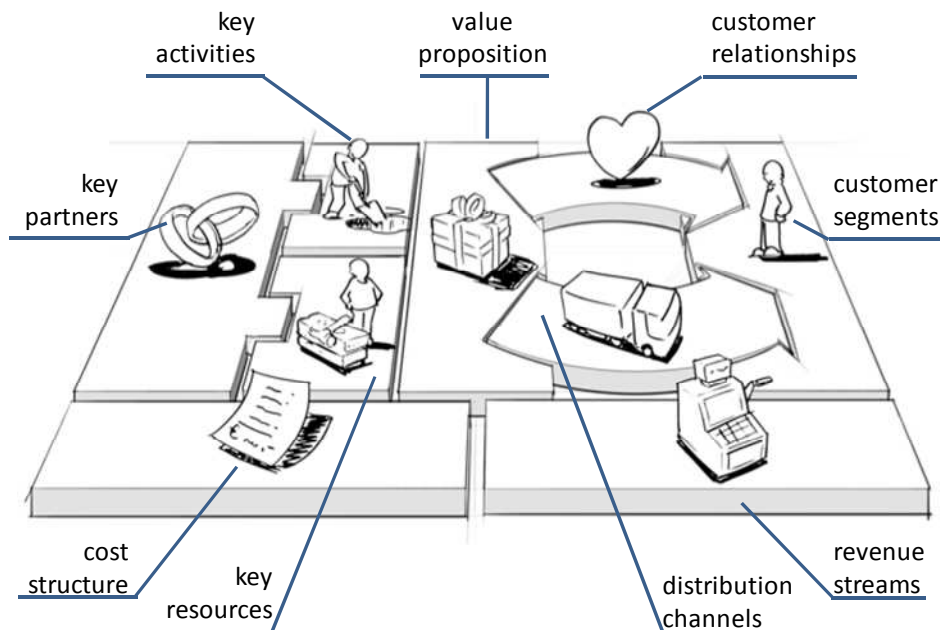 key
activities
value
proposition
customer
relationships
key
partners
customer
segments
cost
structure
key
resources
distribution
channels
revenue
streams